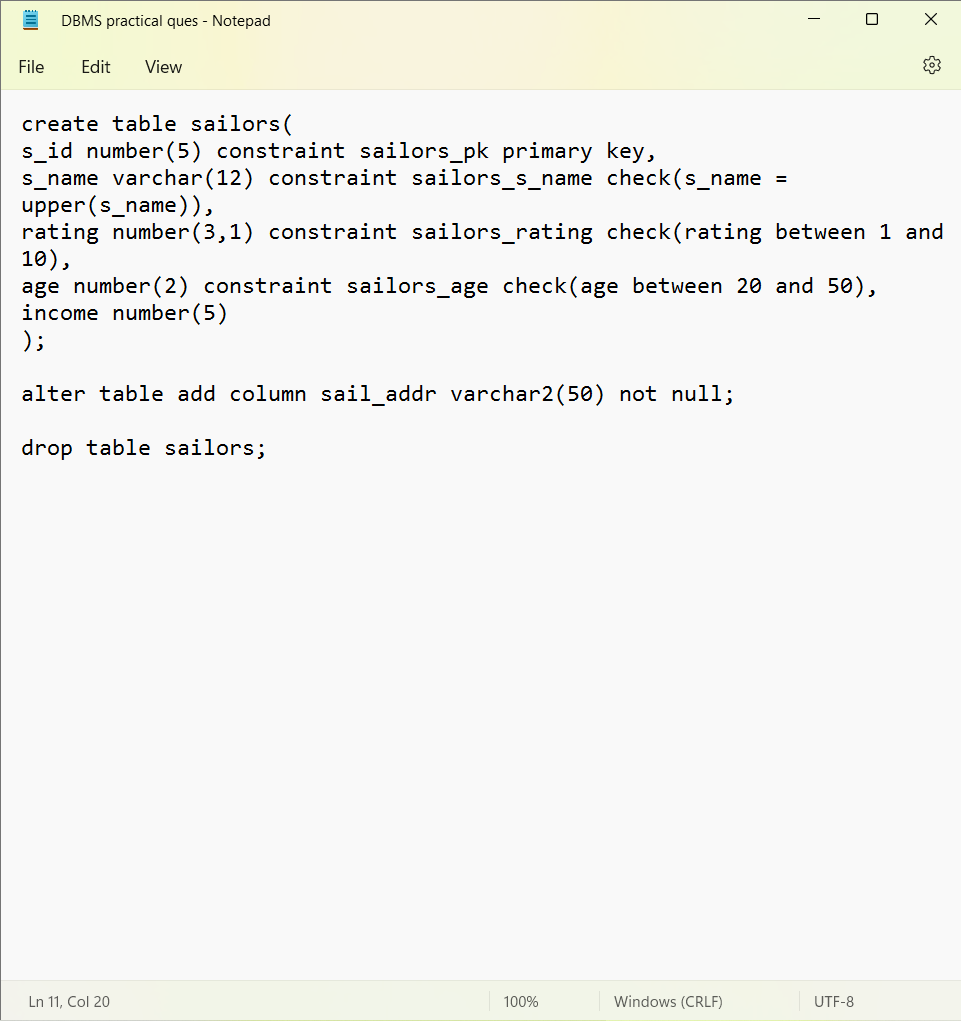 DBMS practical ques - Notepad
File Edit View
create table sailors(
s_id number(5) constraint sailors_pk primary key,
s_name varchar(12) constraint sailors_s_name check(s_name =
upper(s_name)),
rating number(3,1) constraint sailors_rating check(rating between 1 and
10),
age number(2) constraint sailors_age check(age between 20 and 50),
income number(5)
);
alter table add column sail_addr varchar2(50) not null;
drop table sailors;
Ln 11, Col 20 100% Windows (CRLF) UTF-8